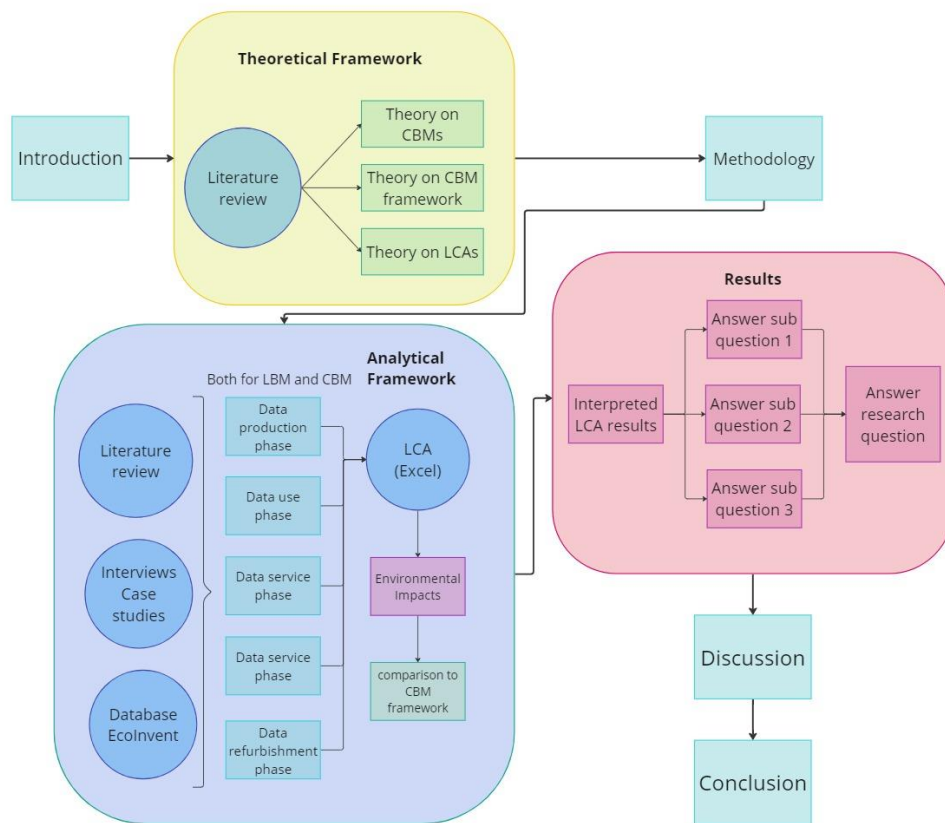 Theoretical Framework
Introduction
Literature
review
Theory on
CBMs
Theory on CBM
framework
Theory on LCAs
Methodology
Analytical
Framework
Both for LBM and CBM
Literature
review
Interviews
Case
studies
Database
EcoInvent
Data
production
phase
Data use
phase
Data service
phase
Data service
phase
Data
refurbishment
phase
LCA
(Excel)
Environmental
Impacts
comparison to
CBM
framework
Results
Interpreted
LCA results
Answer sub
question 1
Answer sub
question 2
Answer sub
question 3
Answer
research
question
Discussion
Conclusion